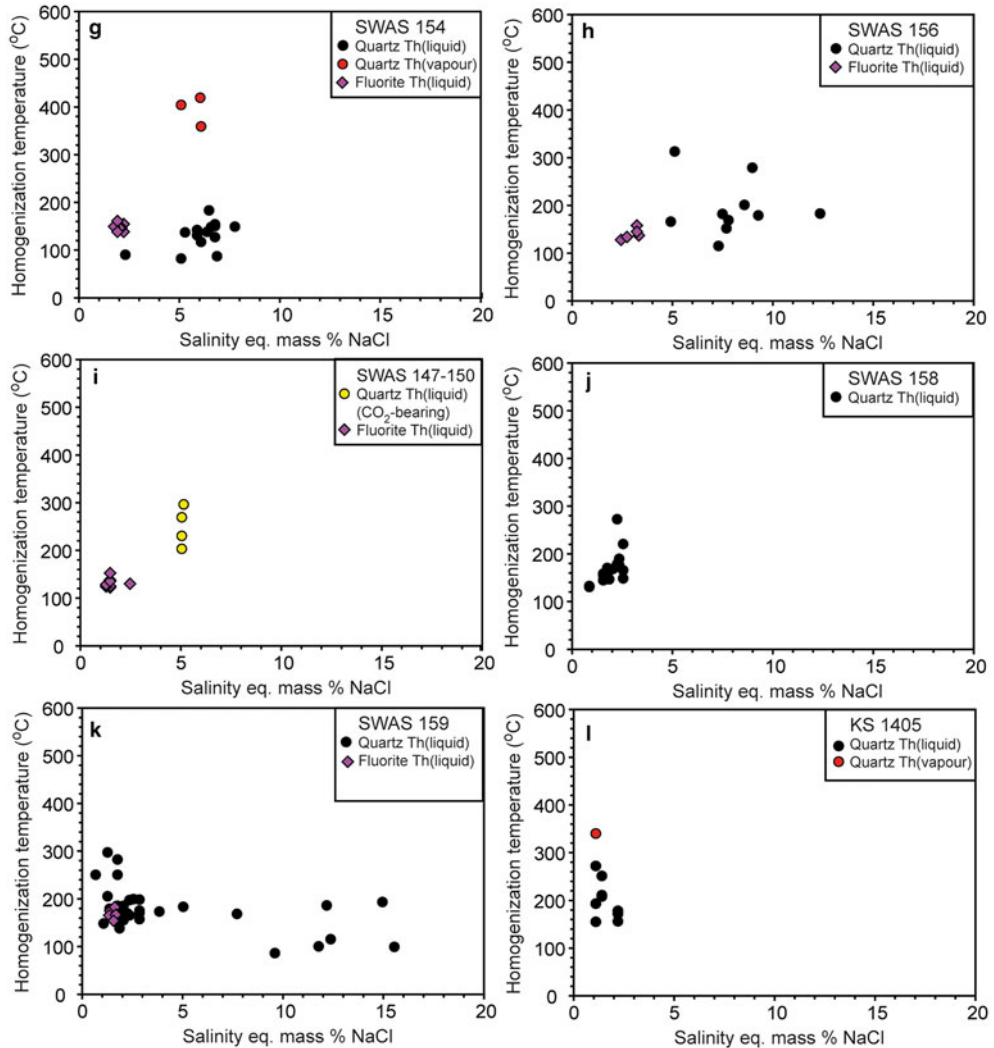 g
SWAS 154
Quartz Th(liquid)
Quartz Th(vapour)
Fluorite Th(liquid)
Homogenization temperature (°C)
600
500
400
300
200
100
0
0 5 10 15 20
Salinity eq. mass % NaCl
h
SWAS 156
Quartz Th(liquid)
Fluorite Th(liquid)
Homogenization temperature (°C)
600
500
400
300
200
100
0
0 5 10 15 20
Salinity eq. mass % NaCl
i
SWAS 147-150
Quartz Th(liquid)
(CO₂-bearing)
Fluorite Th(liquid)
Homogenization temperature (°C)
600
500
400
300
200
100
0
0 5 10 15 20
Salinity eq. mass % NaCl
j
SWAS 158
Quartz Th(liquid)
Homogenization temperature (°C)
600
500
400
300
200
100
0
0 5 10 15 20
Salinity eq. mass % NaCl
k
SWAS 159
Quartz Th(liquid)
Fluorite Th(liquid)
Homogenization temperature (°C)
600
500
400
300
200
100
0
0 5 10 15 20
Salinity eq. mass % NaCl
l
KS 1405
Quartz Th(liquid)
Quartz Th(vapour)
Homogenization temperature (°C)
600
500
400
300
200
100
0
0 5 10 15 20
Salinity eq. mass % NaCl